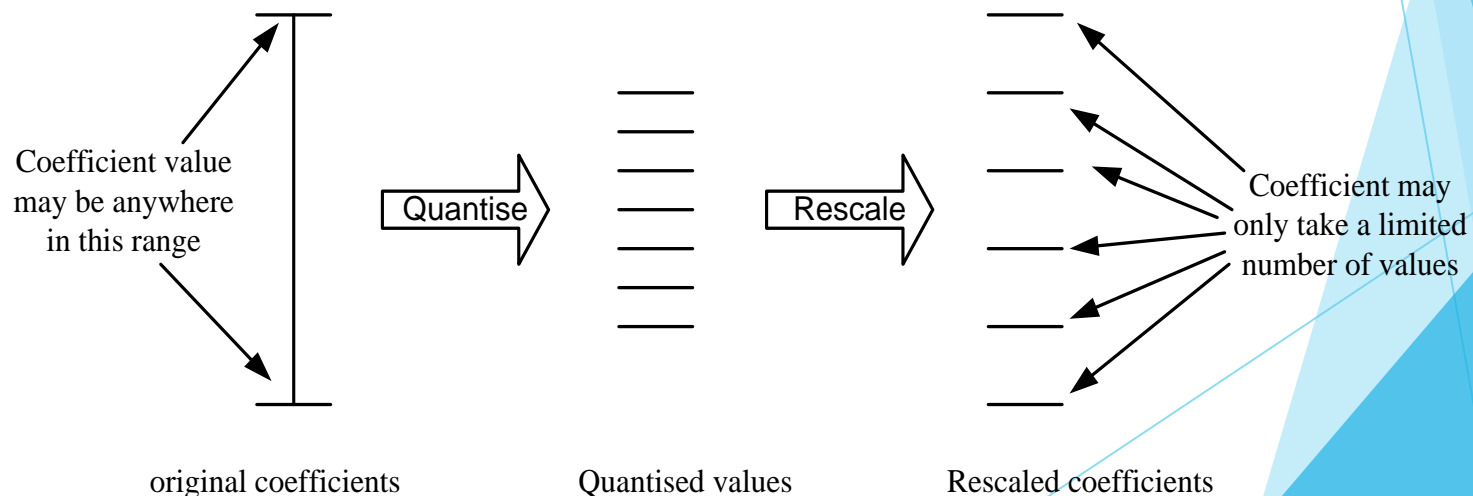 Coefficient value
may be anywhere
in this range
Quantise
Rescale
Coefficient may
only take a limited
number of values
original coefficients
Quantised values
Rescaled coefficients